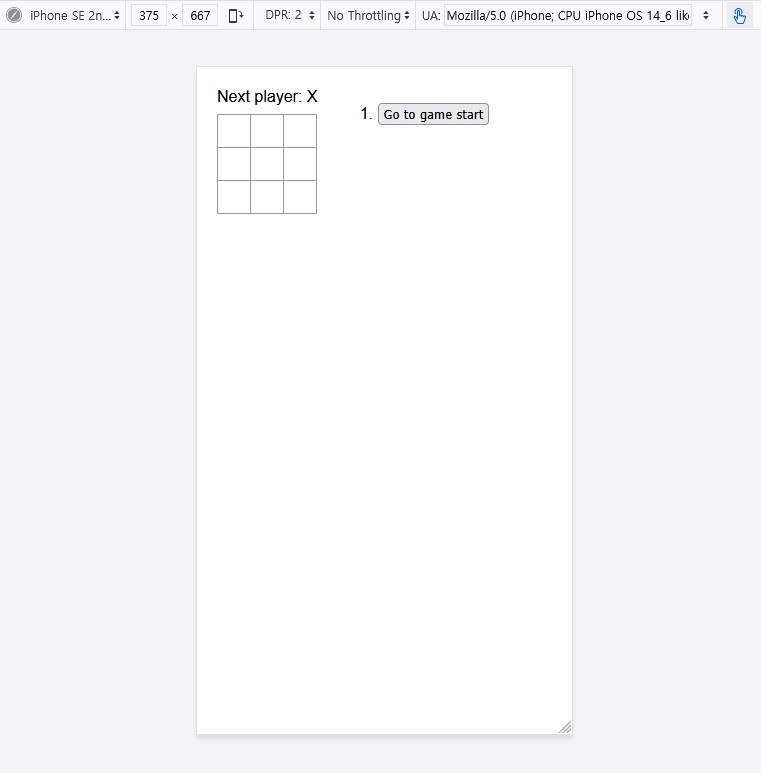 iPhone SE 2n... 375 × 667 DPR: 2 No Throttling UA: Mozilla/5.0 (iPhone; CPU iPhone OS 14_6 lik
Next player: X
1. Go to game start